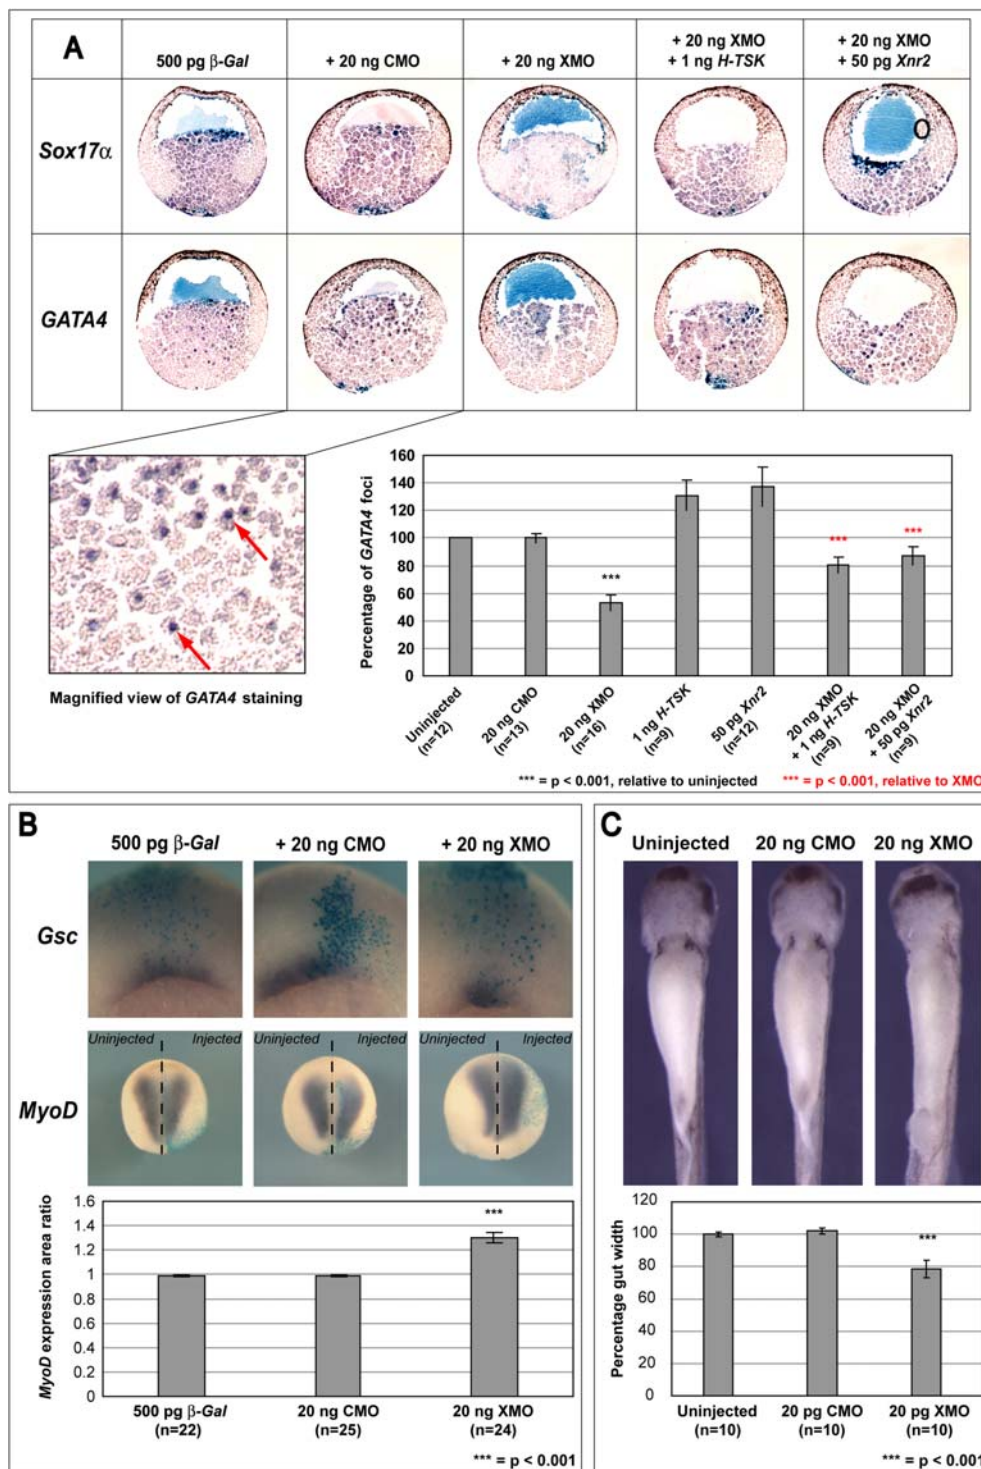 A
500 pg β-Gal
+ 20 ng CMO
+ 20 ng XMO
+ 20 ng XMO
+ 1 ng H-TSK
+ 20 ng XMO
+ 50 pg Xnr2
Sox17α
GATA4
Magnified view of GATA4 staining
Percentage of GATA4 foci
160
140
120
100
80
60
40
20
0
***
***
***
Uninjected
(n=12)
20 ng CMO
(n=13)
20 ng XMO
(n=16)
1 ng H-TSK
(n=9)
50 pg Xnr2
(n=12)
20 ng XMO
+ 1 ng H-TSK
(n=9)
20 ng XMO
+ 50 pg Xnr2
(n=9)
*** = p < 0.001, relative to uninjected
*** = p < 0.001, relative to XMO
B
500 pg β-Gal
+ 20 ng CMO
+ 20 ng XMO
Gsc
MyoD
Uninjected
Injected
Uninjected
Injected
Uninjected
Injected
MyoD expression area ratio
1.6
1.4
1.2
1
0.8
0.6
0.4
0.2
0
***
500 pg β-Gal
(n=22)
20 ng CMO
(n=25)
20 ng XMO
(n=24)
*** = p < 0.001
C
Uninjected
20 ng CMO
20 ng XMO
Percentage gut width
120
100
80
60
40
20
0
***
Uninjected
(n=10)
20 pg CMO
(n=10)
20 pg XMO
(n=10)
*** = p < 0.001